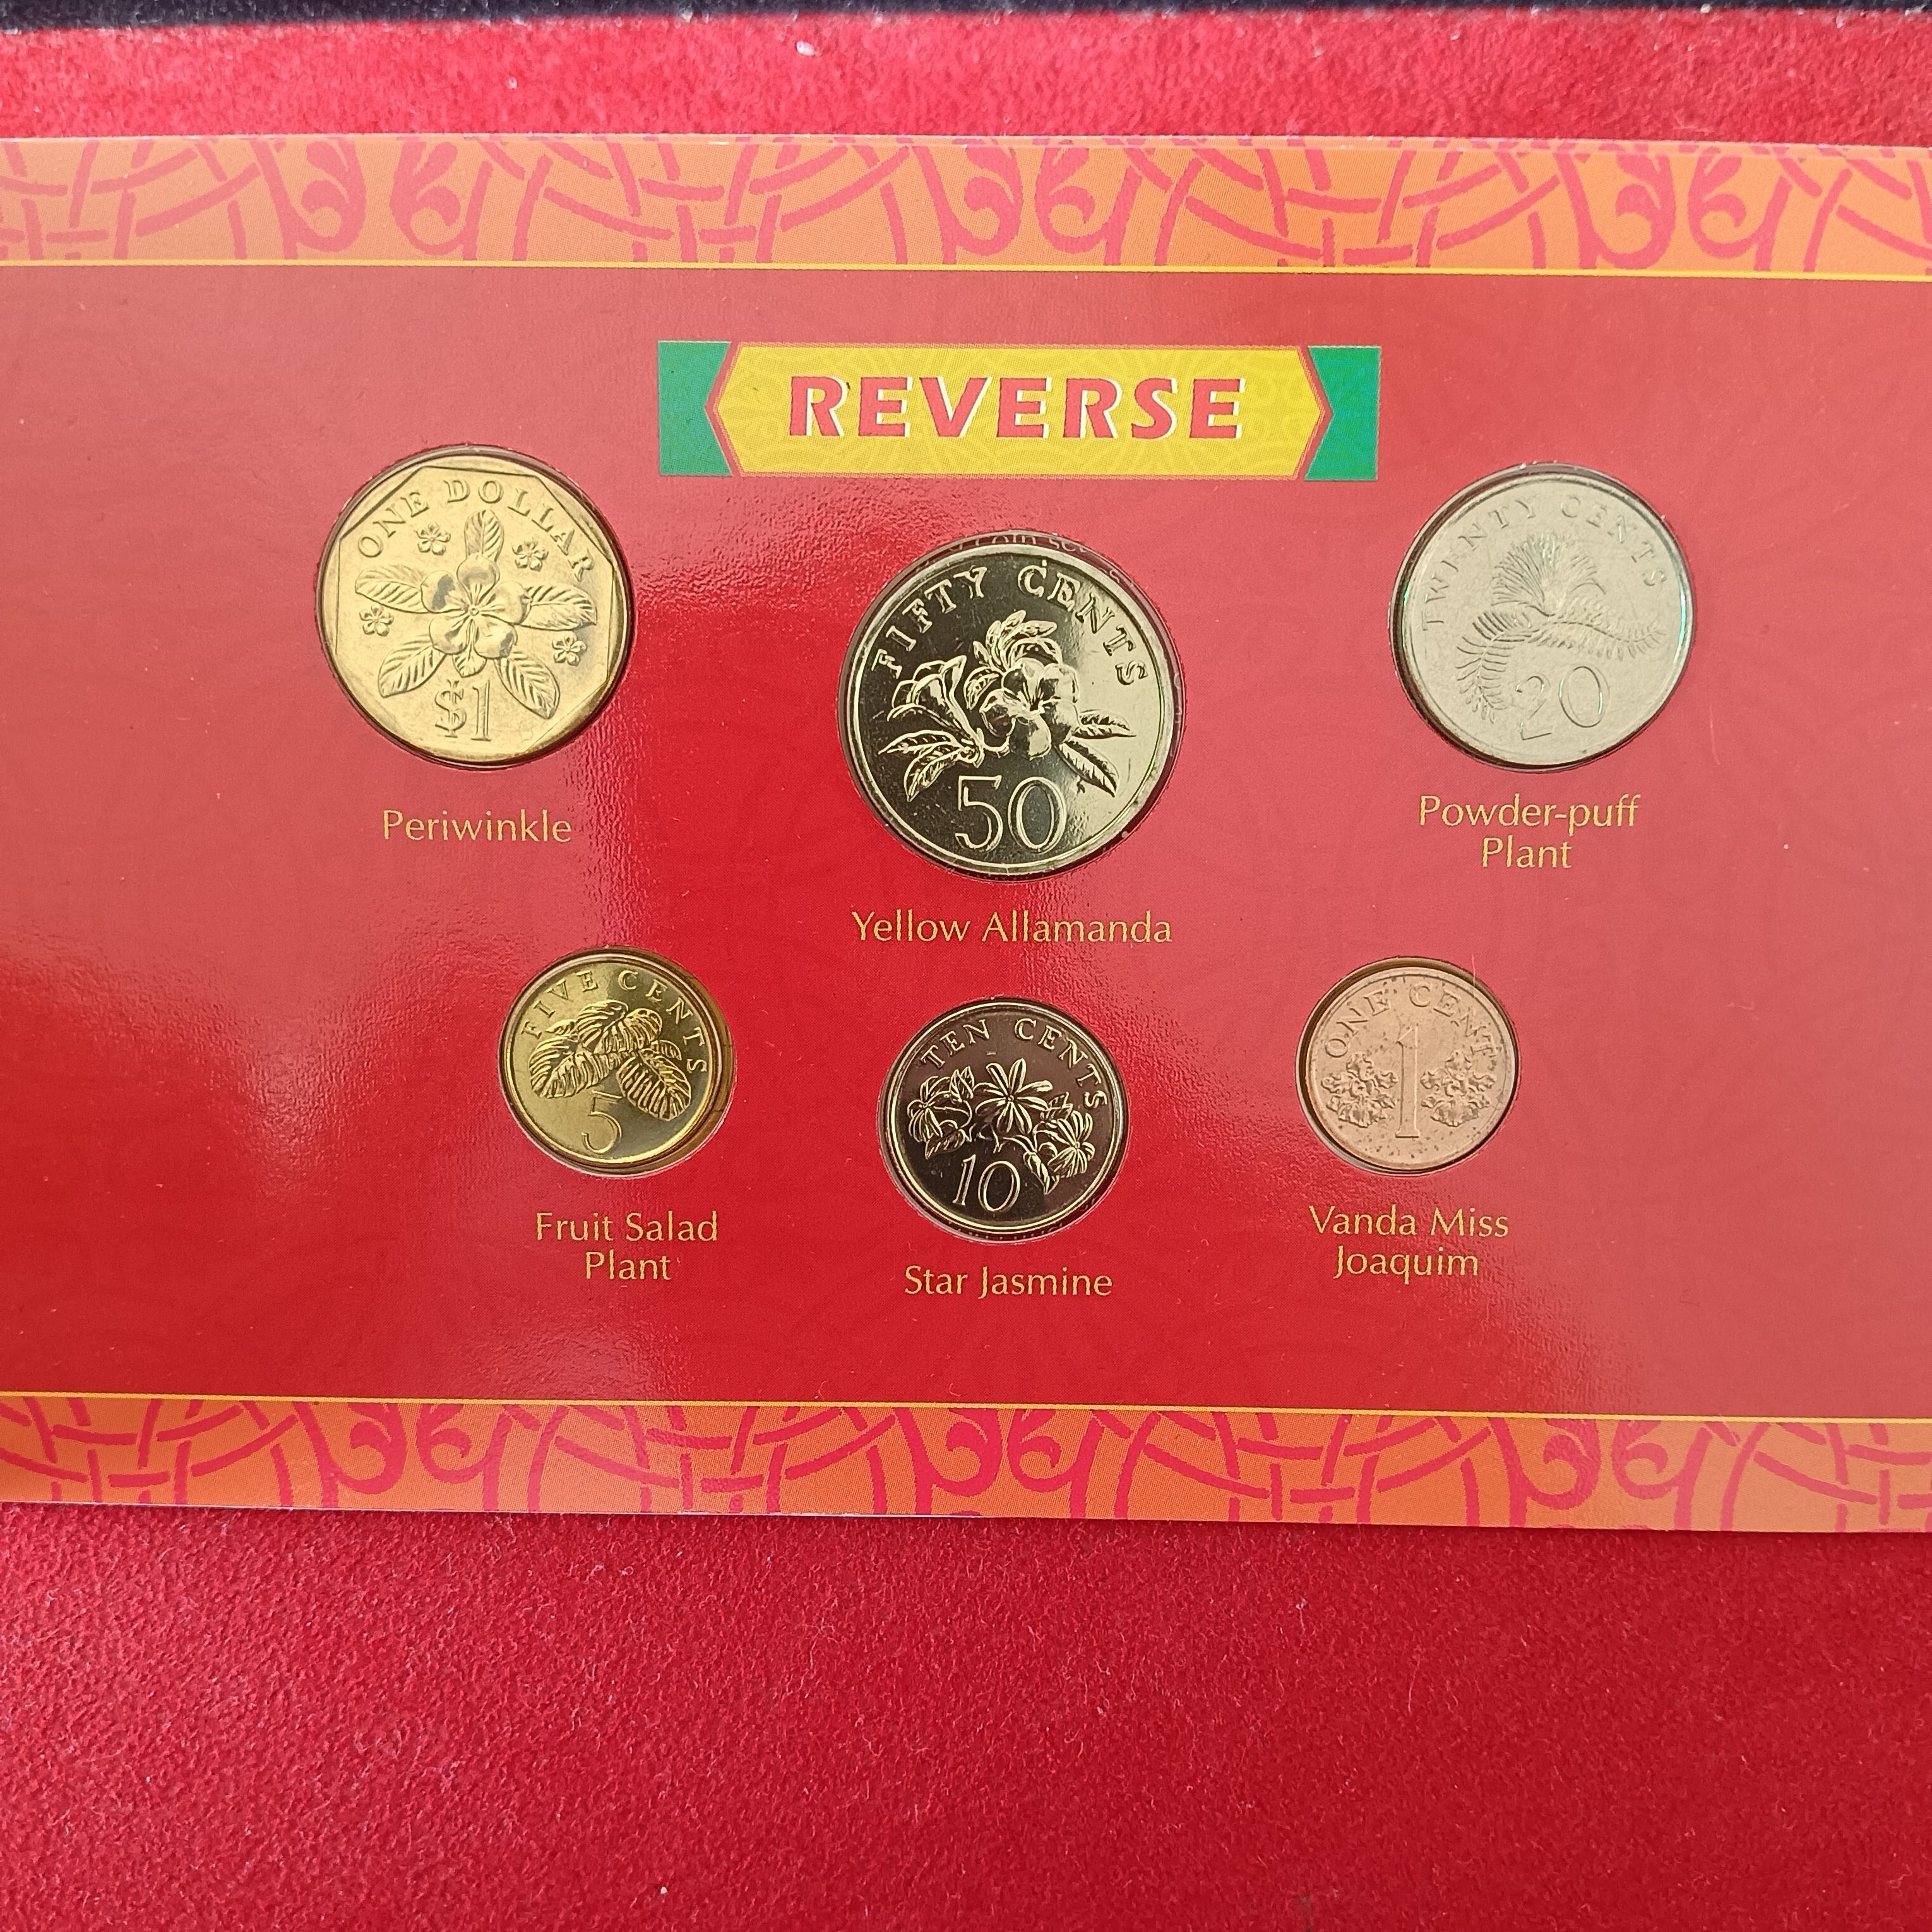 REVERSE
ONE DOLLAR
$1
Periwinkle
FIFTY CENTS
50
Yellow Allamanda
TWENTY CENTS
20
Powder-puff
Plant
FIVE CENTS
5
Fruit Salad
Plant
TEN CENTS
10
Star Jasmine
ONE CENT
1
Vanda Miss
Joaquim